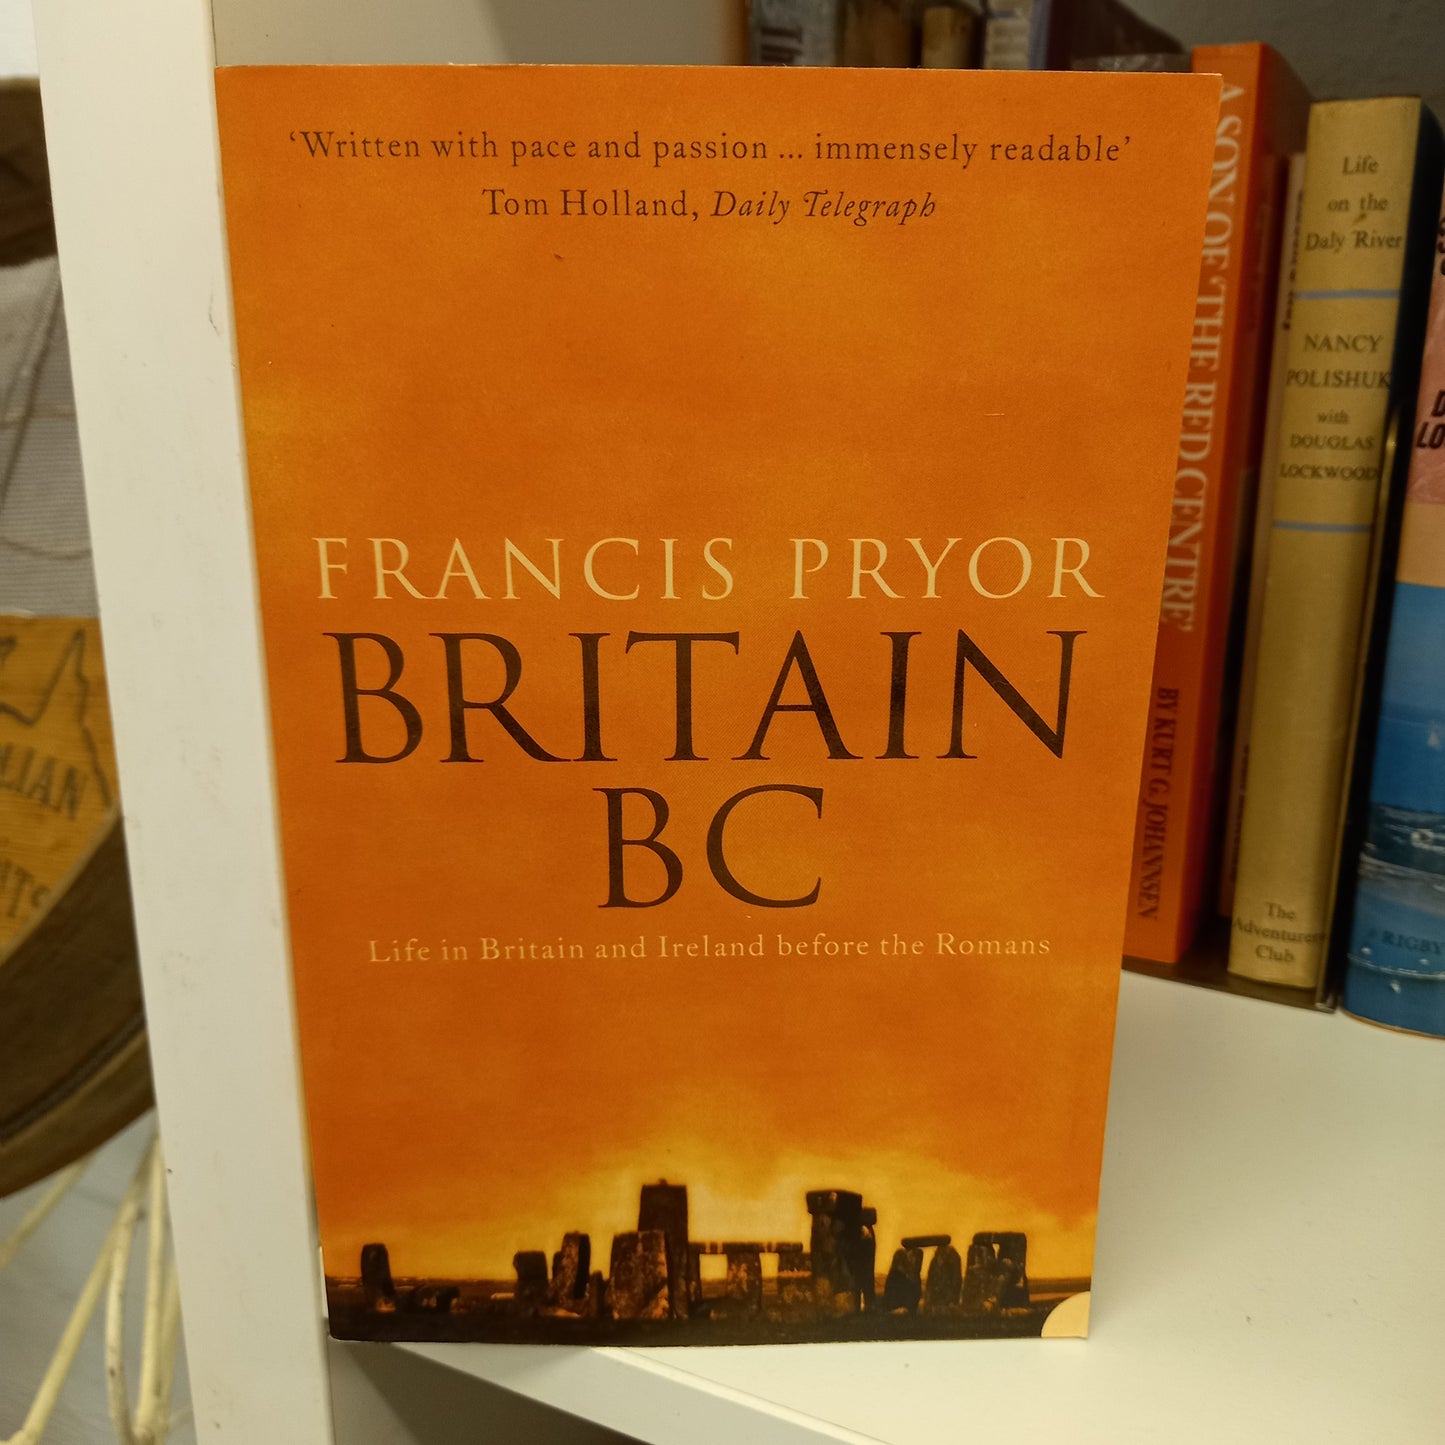 ‘Written with pace and passion ... immensely readable’
Tom Holland, Daily Telegraph
FRANCIS PRYOR
BRITAIN
BC
Life in Britain and Ireland before the Romans
A SON OF ‘THE RED CENTRE’
BY KURT G. JOHANNSEN
Life
on the
Daly River
NANCY
POLISHUK
with
DOUGLAS
LOCKWOOD
The
Adventurers
Club
RIGBY